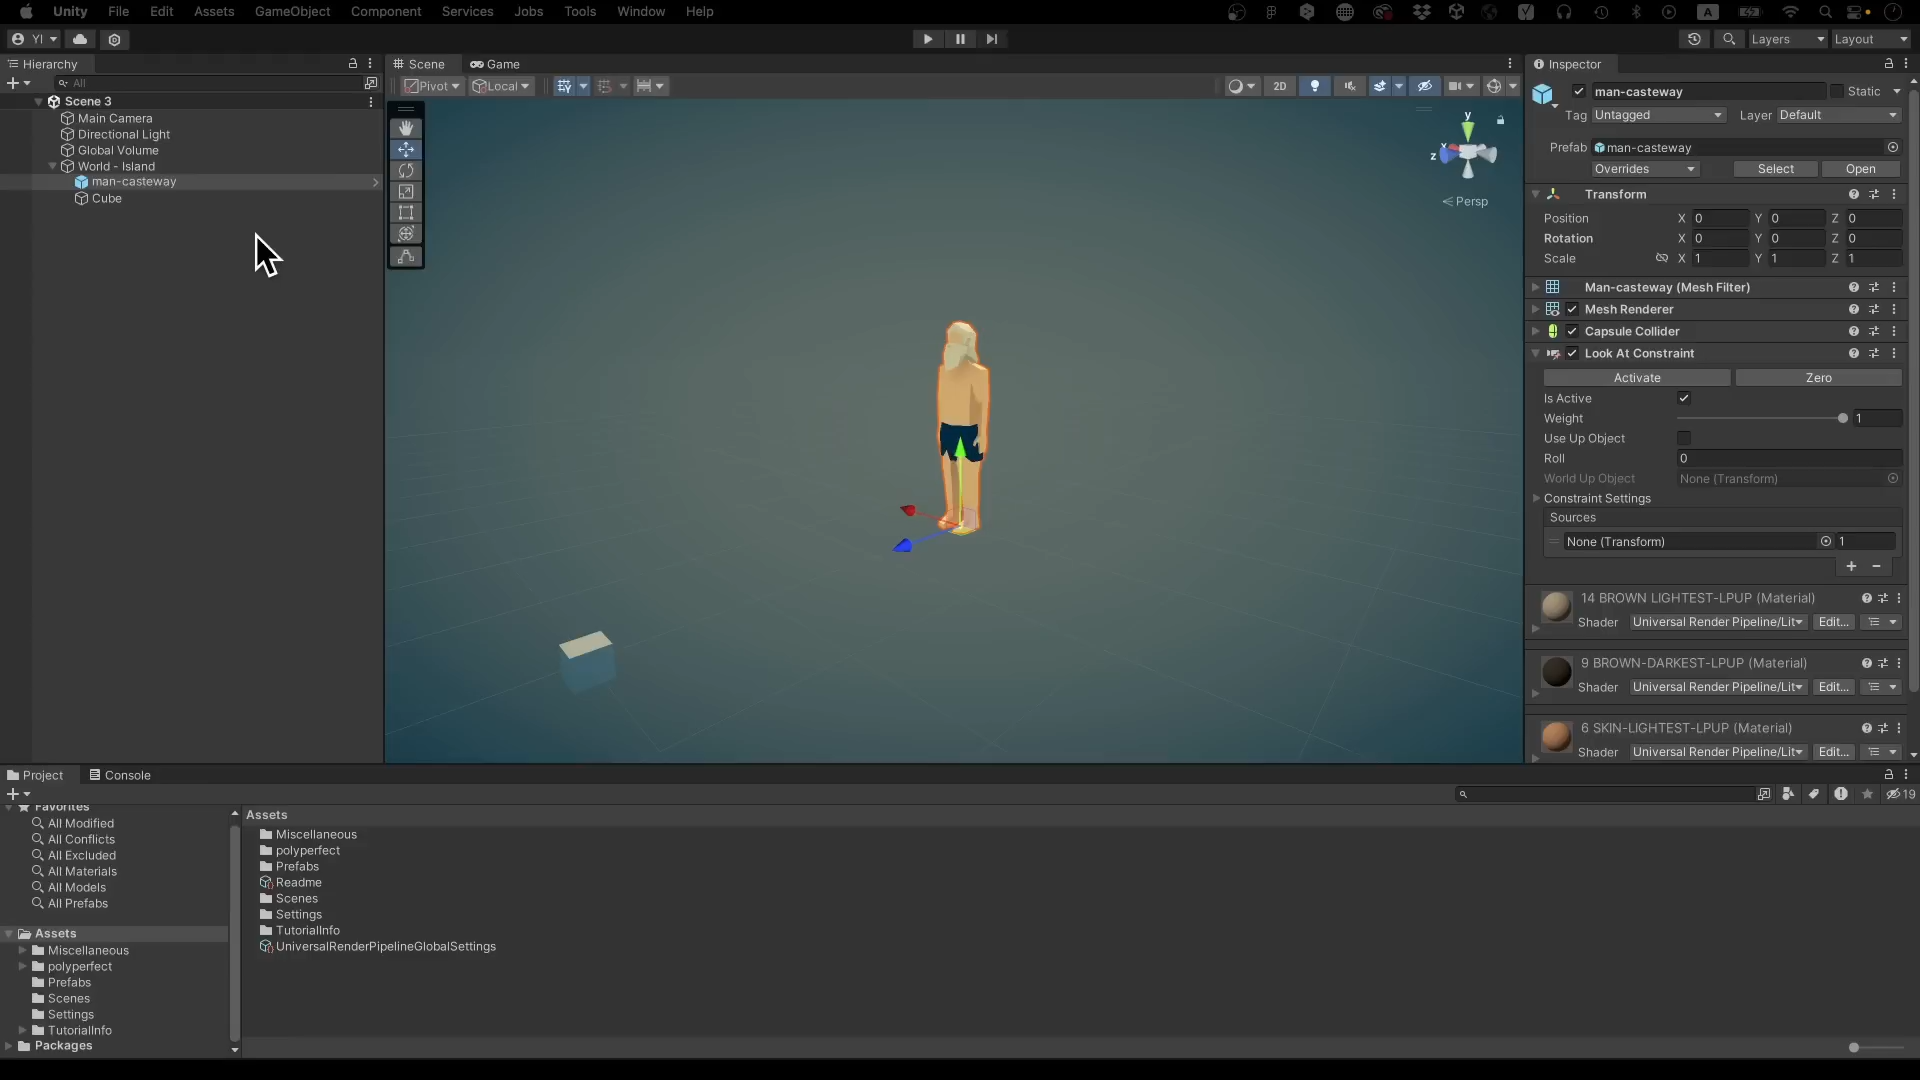 Unity File Edit Assets GameObject Component Services Jobs Tools Window Help
YI
Layers Layout
Hierarchy
All
Scene 3
Main Camera
Directional Light
Global Volume
World - Island
man-casteway
Cube
Scene Game
Pivot Local 2D
y
z
Persp
Inspector
man-casteway Static
Tag Untagged Layer Default
Prefab man-casteway
Overrides Select Open
Transform
Position X 0 Y 0 Z 0
Rotation X 0 Y 0 Z 0
Scale X 1 Y 1 Z 1
Man-casteway (Mesh Filter)
Mesh Renderer
Capsule Collider
Look At Constraint
Activate Zero
Is Active
Weight 1
Use Up Object
Roll 0
World Up Object None (Transform)
Constraint Settings
Sources
None (Transform) 1
14 BROWN LIGHTEST-LPUP (Material)
Shader Universal Render Pipeline/Lit Edit...
9 BROWN-DARKEST-LPUP (Material)
Shader Universal Render Pipeline/Lit Edit...
6 SKIN-LIGHTEST-LPUP (Material)
Shader Universal Render Pipeline/Lit Edit...
Project Console
19
Favorites
All Modified
All Conflicts
All Excluded
All Materials
All Models
All Prefabs
Assets
Miscellaneous
polyperfect
Prefabs
Scenes
Settings
TutorialInfo
Packages
Assets
Miscellaneous
polyperfect
Prefabs
Readme
Scenes
Settings
TutorialInfo
UniversalRenderPipelineGlobalSettings